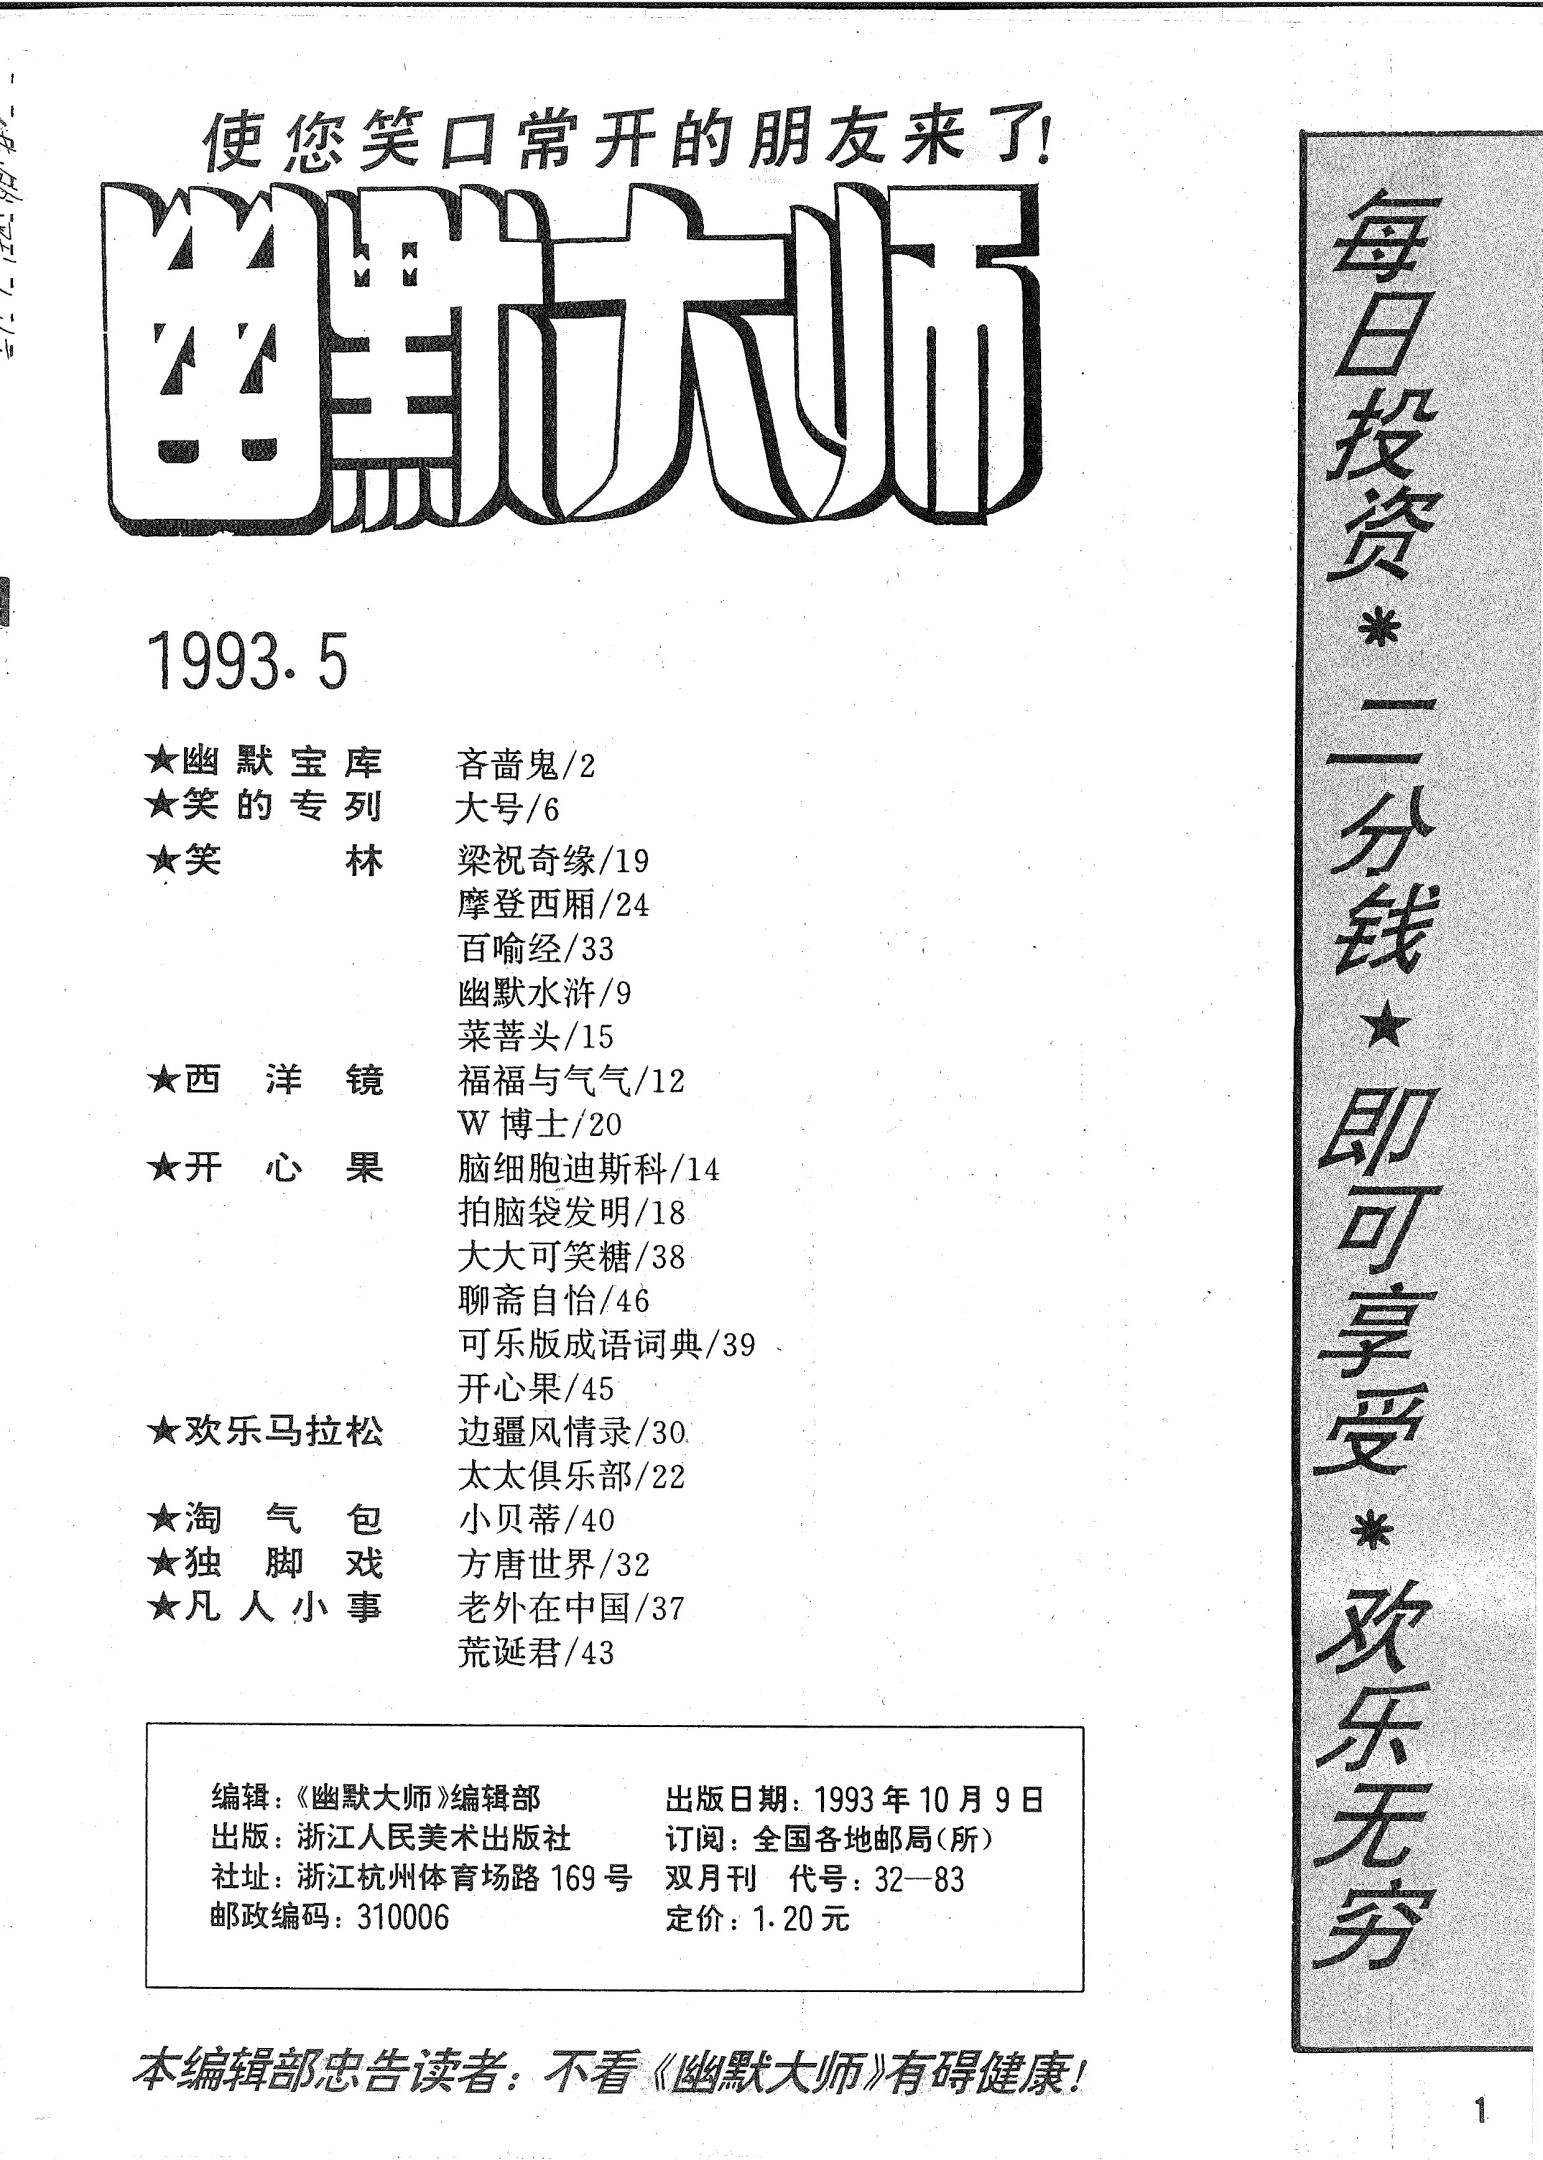 使您笑口常开的朋友来了!
幽默大师
1993.5
★幽默宝库 吝啬鬼/2
★笑的专列 大号/6
★笑林 梁祝奇缘/19
摩登西厢/24
百喻经/33
幽默水浒/9
菜菩头/15
★西洋镜 福福与气气/12
W博士/20
★开心果 脑细胞迪斯科/14
拍脑袋发明/18
大大可笑糖/38
聊斋自怡/46
可乐版成语词典/39
开心果/45
★欢乐马拉松 边疆风情录/30
太太俱乐部/22
★淘气包 小贝蒂/40
★独脚戏 方唐世界/32
★凡人小事 老外在中国/37
荒诞君/43
编辑:《幽默大师》编辑部
出版:浙江人民美术出版社
社址:浙江杭州体育场路169号
邮政编码:310006
出版日期:1993年10月9日
订阅:全国各地邮局(所)
双月刊 代号:32—83
定价:1.20元
本编辑部忠告读者:不看《幽默大师》有碍健康!
每日投资*二分钱★即可享受*欢乐无穷
1